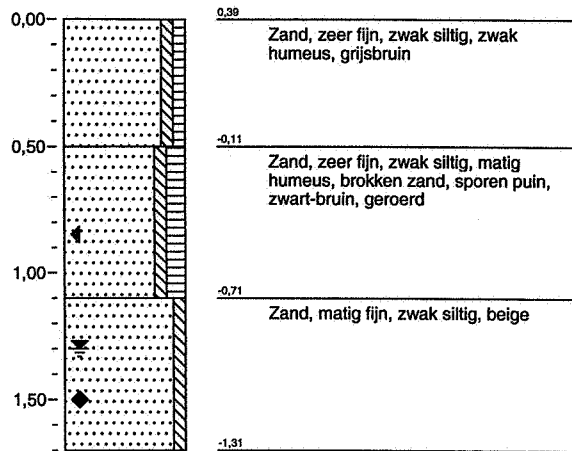 0,00
0,39
Zand, zeer fijn, zwak siltig, zwak
humeus, grijsbruin
0,50
-0,11
Zand, zeer fijn, zwak siltig, matig
humeus, brokken zand, sporen puin,
zwart-bruin, geroerd
1,00
-0,71
Zand, matig fijn, zwak siltig, beige
1,50
-1,31